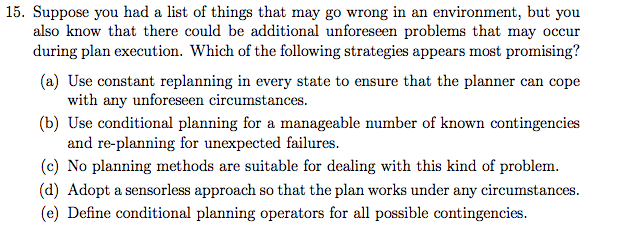 15. Suppose you had a list of things that may go wrong in an environment, but you
also know that there could be additional unforeseen problems that may occur
during plan execution. Which of the following strategies appears most promising?
(a) Use constant replanning in every state to ensure that the planner can cope
with any unforeseen circumstances.
(b) Use conditional planning for a manageable number of known contingencies
and re-planning for unexpected failures.
(c) No planning methods are suitable for dealing with this kind of problem.
(d) Adopt a sensorless approach so that the plan works under any circumstances.
(e) Define conditional planning operators for all possible contingencies.